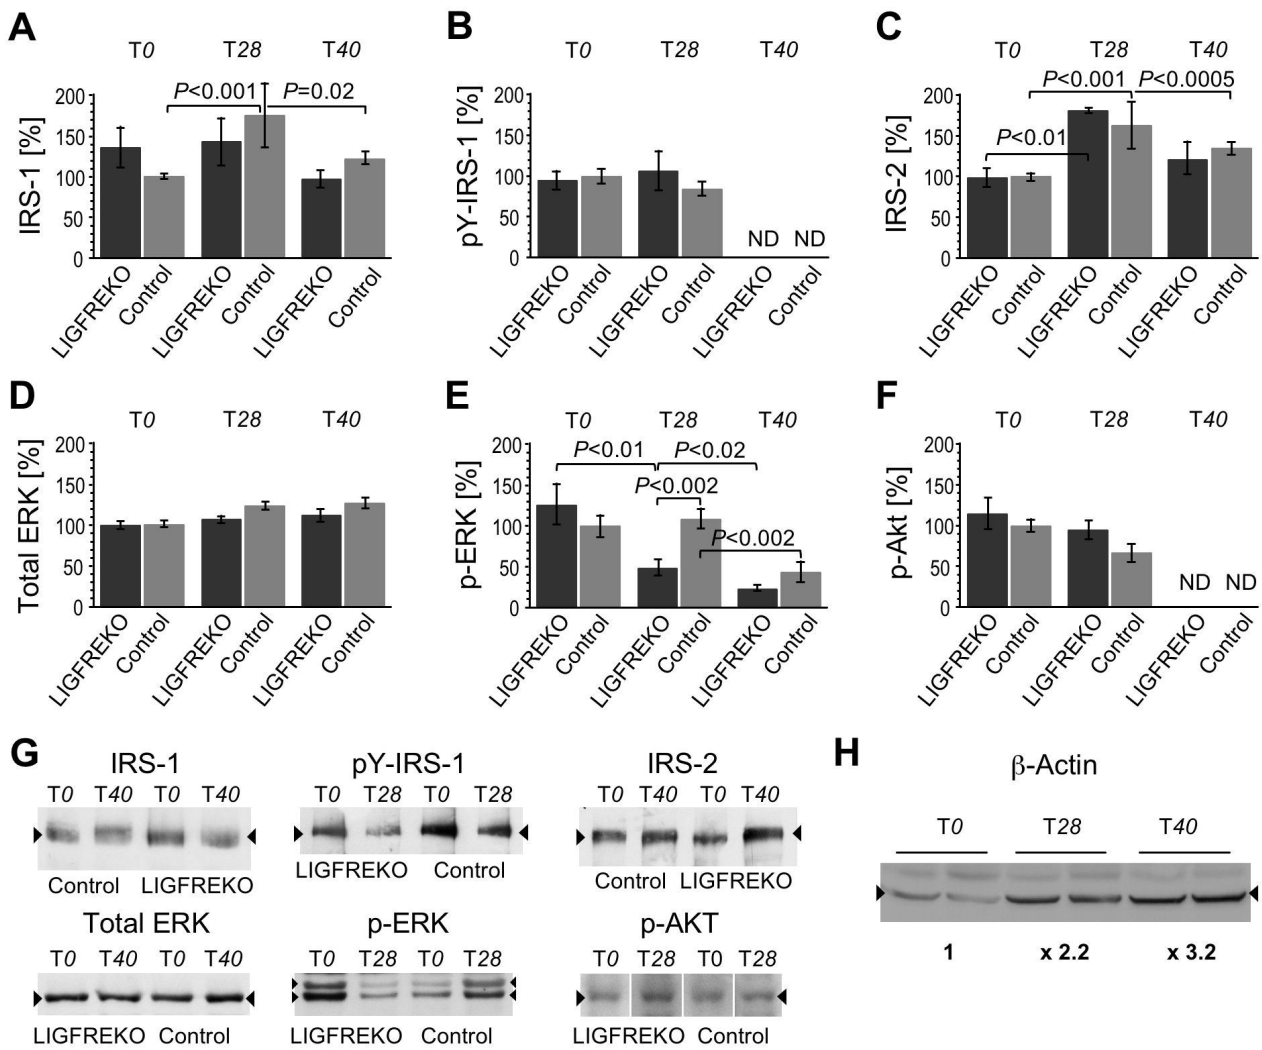 A
T0 T28 T40
P<0.001 P=0.02
IRS-1 [%]
200
150
100
50
0
LIGFREKO Control LIGFREKO Control LIGFREKO Control
B
T0 T28 T40
pY-IRS-1 [%]
200
150
100
50
0
ND ND
LIGFREKO Control LIGFREKO Control LIGFREKO Control
C
T0 T28 T40
P<0.001 P<0.0005
P<0.01
IRS-2 [%]
200
150
100
50
0
LIGFREKO Control LIGFREKO Control LIGFREKO Control
D
T0 T28 T40
Total ERK [%]
200
150
100
50
0
LIGFREKO Control LIGFREKO Control LIGFREKO Control
E
T0 T28 T40
P<0.01 P<0.02
P<0.002
P<0.002
p-ERK [%]
200
150
100
50
0
LIGFREKO Control LIGFREKO Control LIGFREKO Control
F
T0 T28 T40
p-Akt [%]
200
150
100
50
0
ND ND
LIGFREKO Control LIGFREKO Control LIGFREKO Control
G
IRS-1
T0 T40 T0 T40
Control LIGFREKO
pY-IRS-1
T0 T28 T0 T28
LIGFREKO Control
IRS-2
T0 T40 T0 T40
Control LIGFREKO
Total ERK
T0 T40 T0 T40
LIGFREKO Control
p-ERK
T0 T28 T0 T28
LIGFREKO Control
p-AKT
T0 T28 T0 T28
LIGFREKO Control
H
β-Actin
T0 T28 T40
1 x 2.2 x 3.2